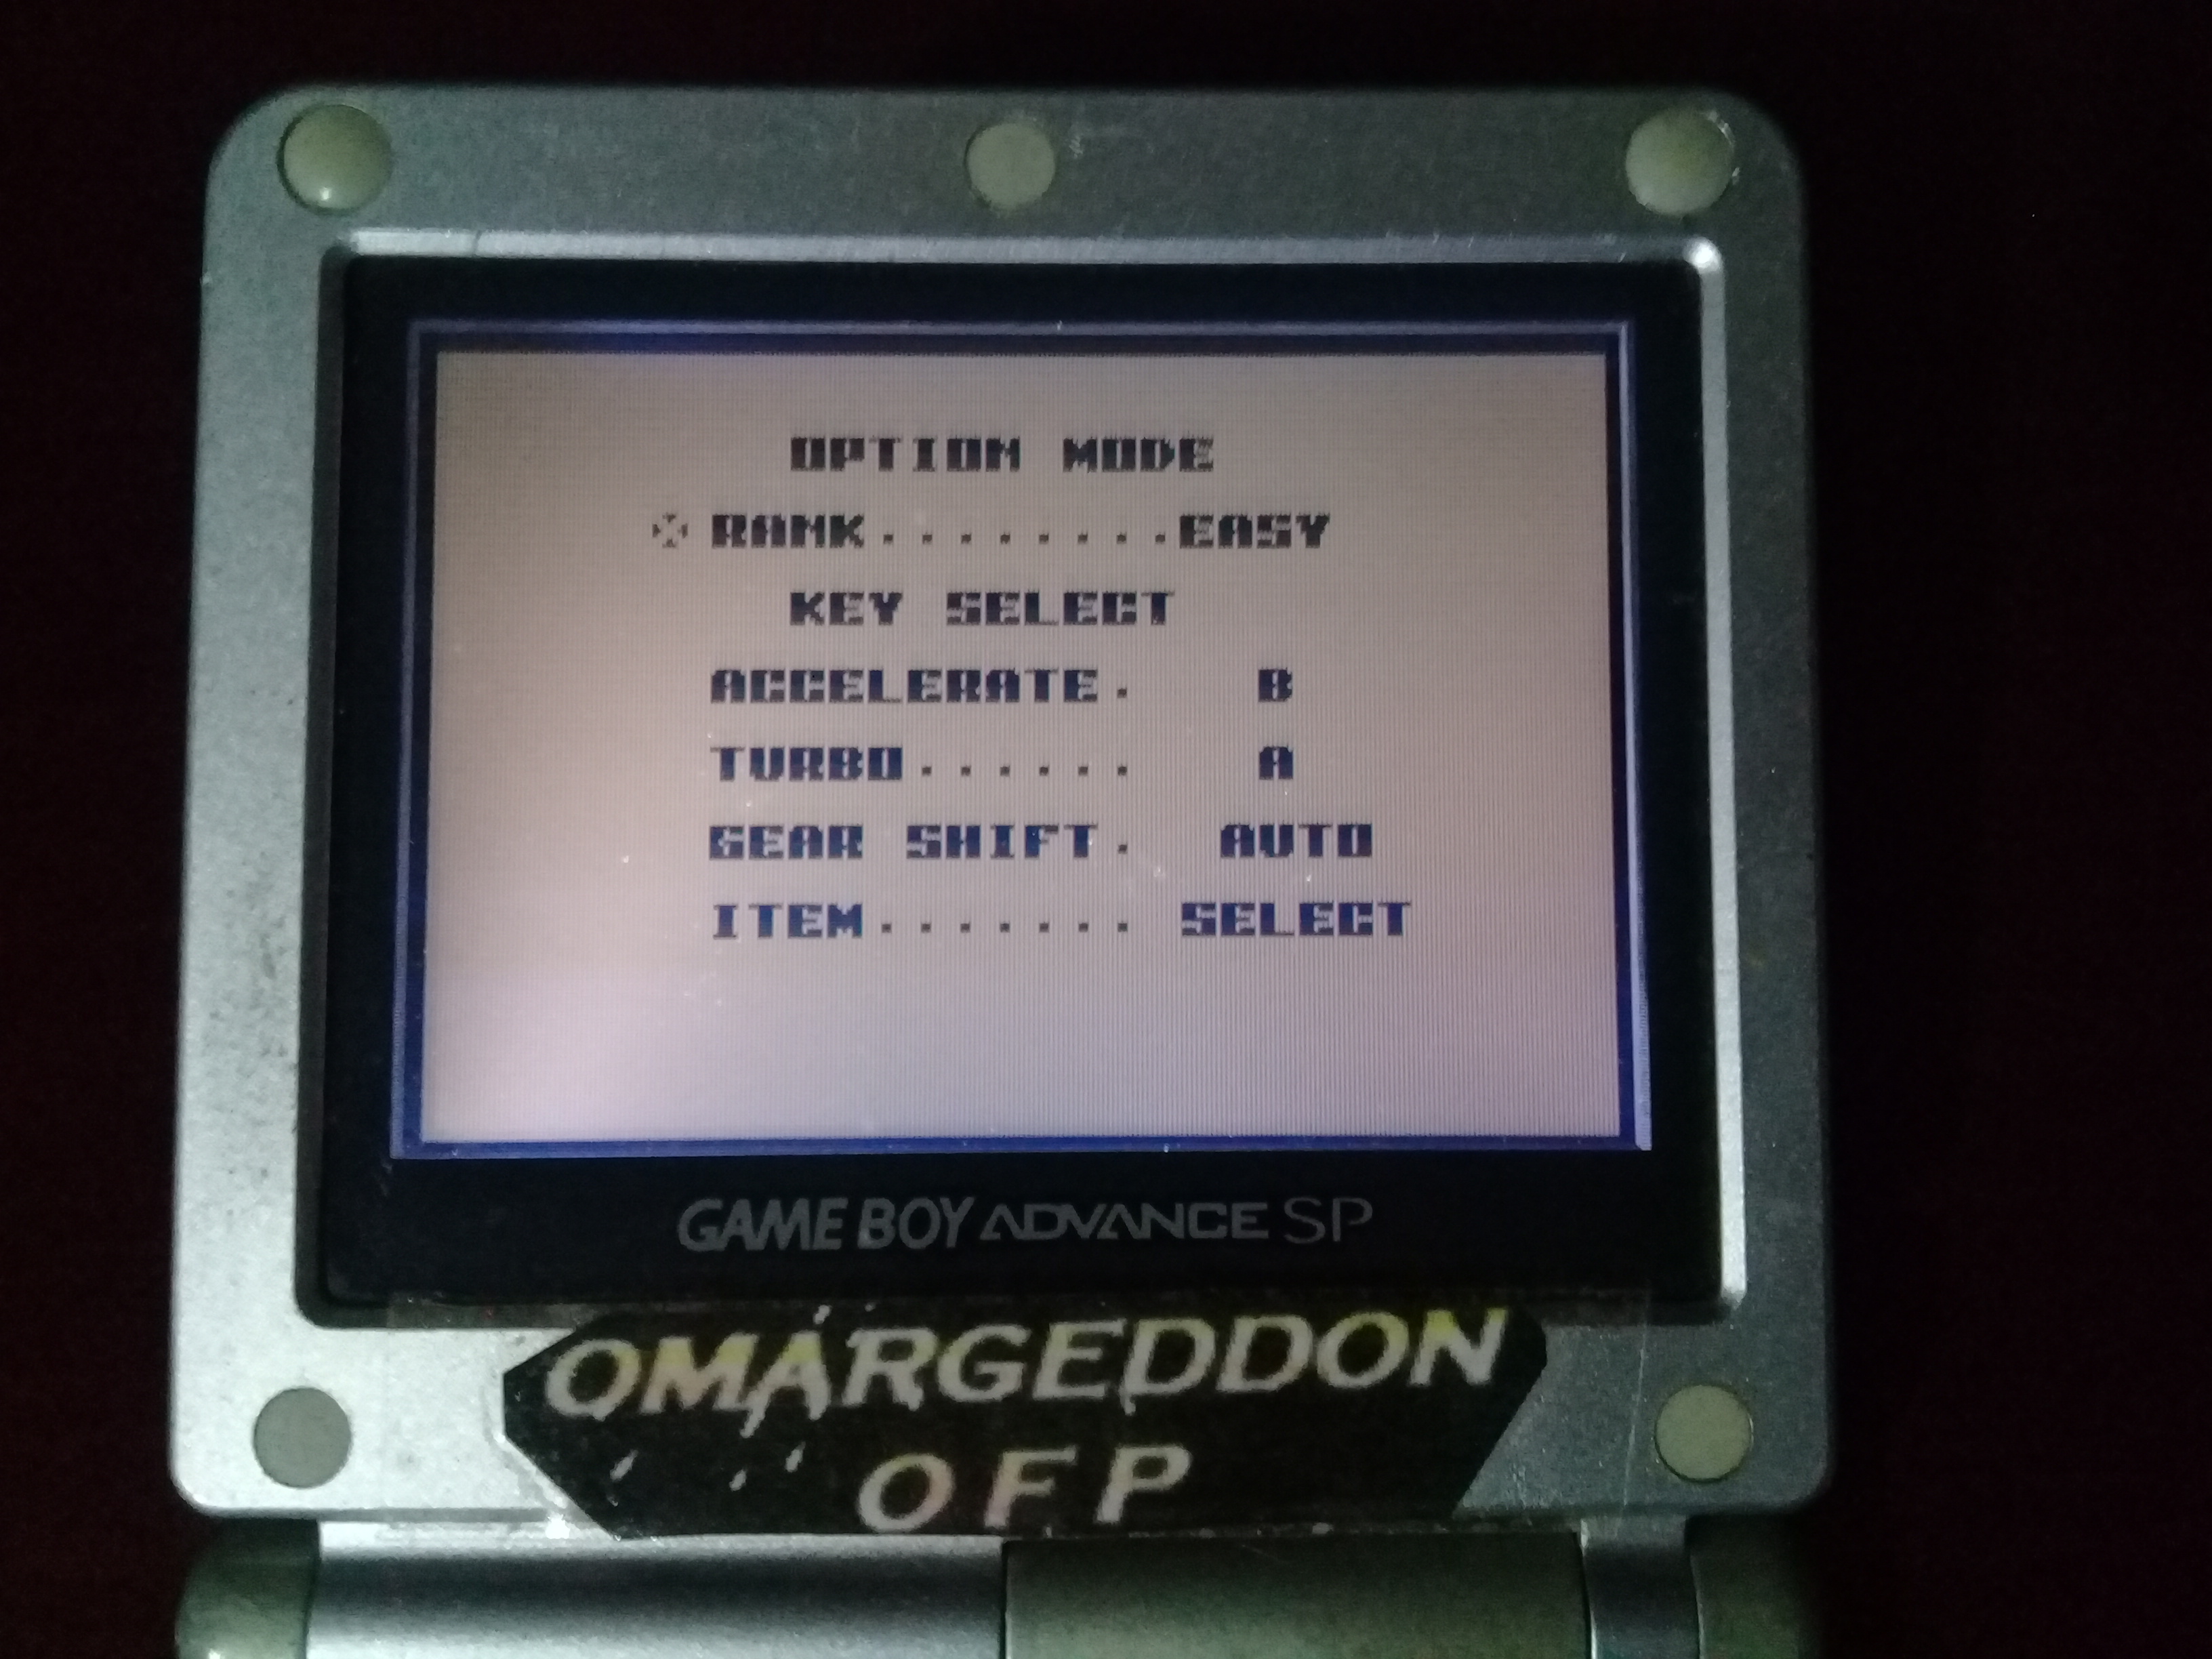 OPTION MODE
RANK........EASY
KEY SELECT
ACCELERATE. B
TURBO...... A
GEAR SHIFT. AUTO
ITEM....... SELECT
GAME BOY ADVANCE SP
OMARGEDDON
OFP